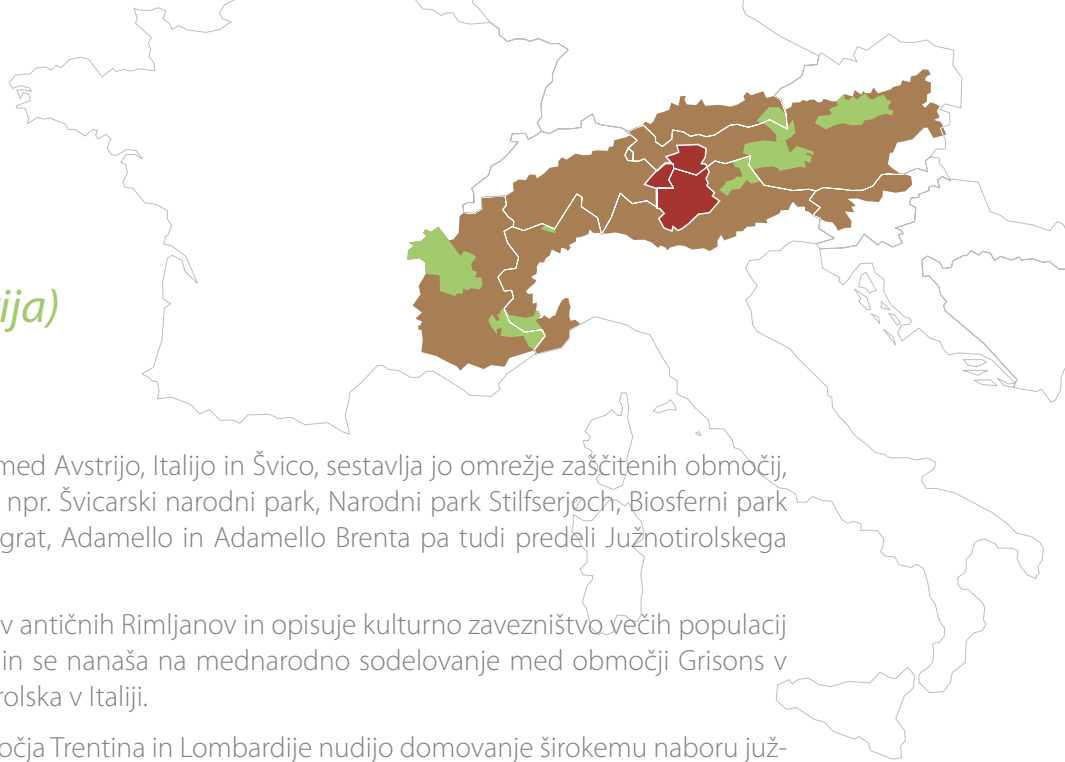 ija)
med Avstrijo, Italijo in Švico, sestavlja jo omrežje zaščitenih območij,
npr. Švicarski narodni park, Narodni park Stilfserjoch, Biosferni park
grat, Adamello in Adamello Brenta pa tudi predeli Južnotirolskega
v antičnih Rimljanov in opisuje kulturno zavezništvo večih populacij
in se nanaša na mednarodno sodelovanje med območji Grisons v
rolska v Italiji.
očja Trentina in Lombardije nudijo domovanje širokemu naboru juž-